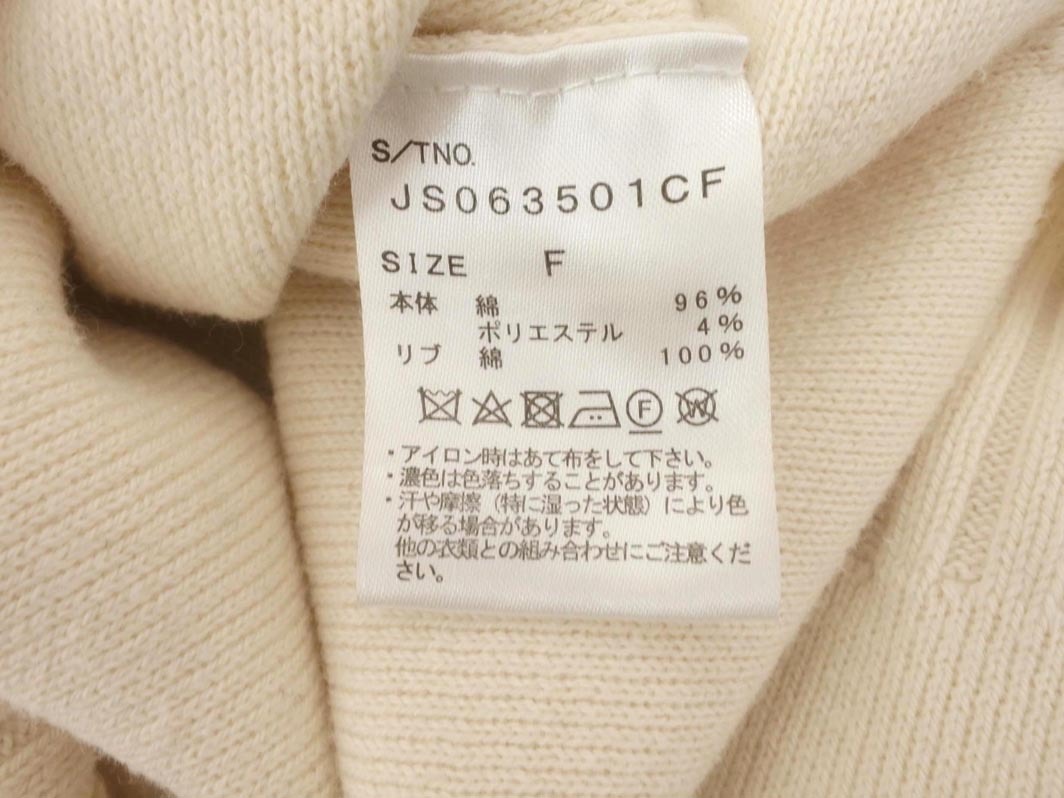 S/TNO.
JS063501CF
SIZE F
本体 綿 96%
ポリエステル 4%
リブ 綿 100%
F W
・アイロン時はあて布をして下さい。
・濃色は色落ちすることがあります。
・汗や摩擦（特に湿った状態）により色
が移る場合があります。
他の衣類との組み合わせにご注意くだ
さい。